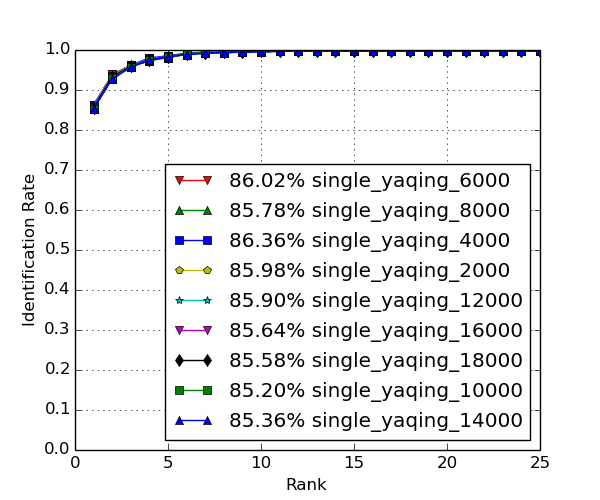 1.0
0.9
0.8
0.7
0.6
0.5
0.4
0.3
0.2
0.1
0.0
Identification Rate
86.02% single_yaqing_6000
85.78% single_yaqing_8000
86.36% single_yaqing_4000
85.98% single_yaqing_2000
85.90% single_yaqing_12000
85.64% single_yaqing_16000
85.58% single_yaqing_18000
85.20% single_yaqing_10000
85.36% single_yaqing_14000
0 5 10 15 20 25
Rank